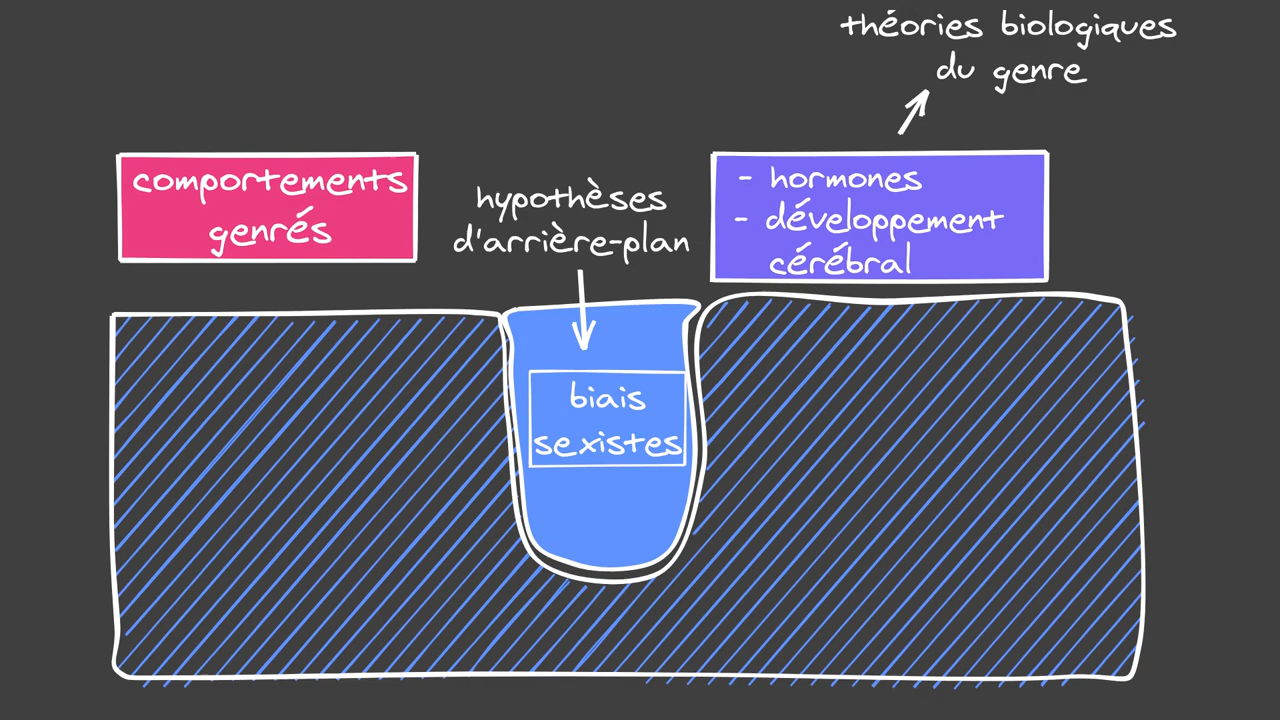 théories biologiques
du genre
comportements
genrés
hypothèses
d'arrière-plan
- hormones
- développement
cérébral
biais
sexistes